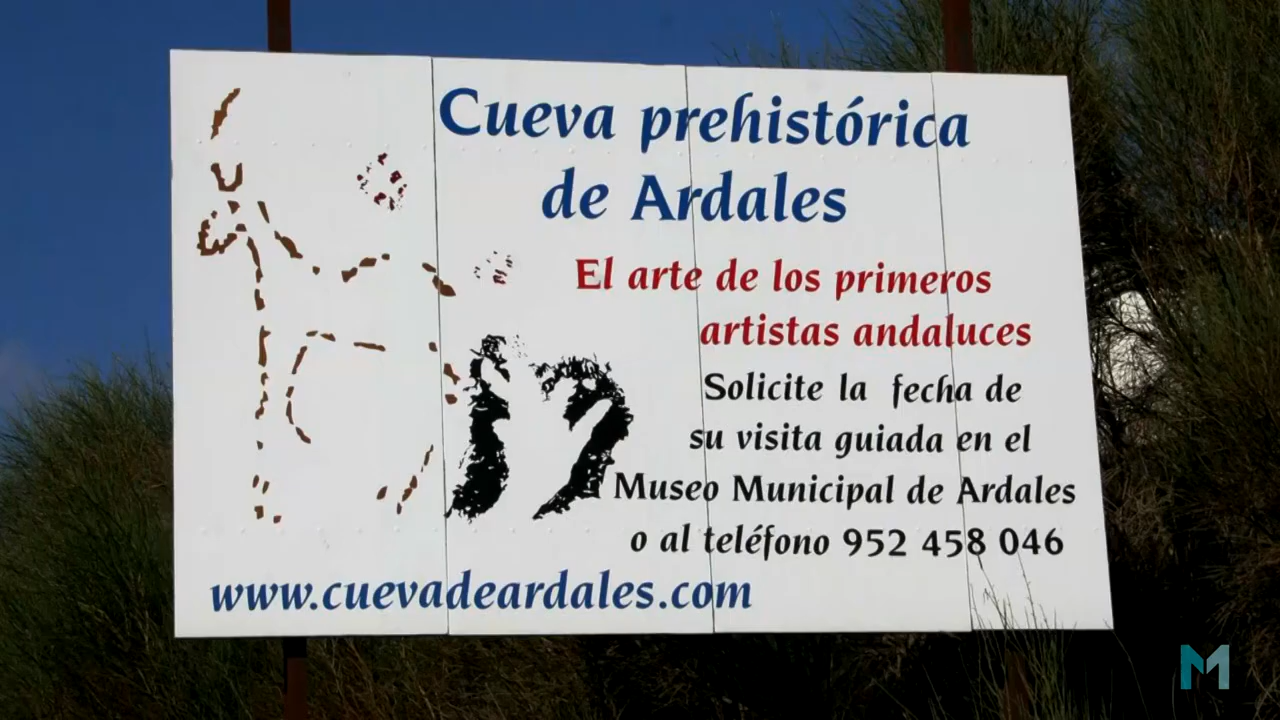 Cueva prehistórica
de Ardales
El arte de los primeros
artistas andaluces
Solicite la fecha de
su visita guiada en el
Museo Municipal de Ardales
o al teléfono 952 458 046
www.cuevadeardales.com
M